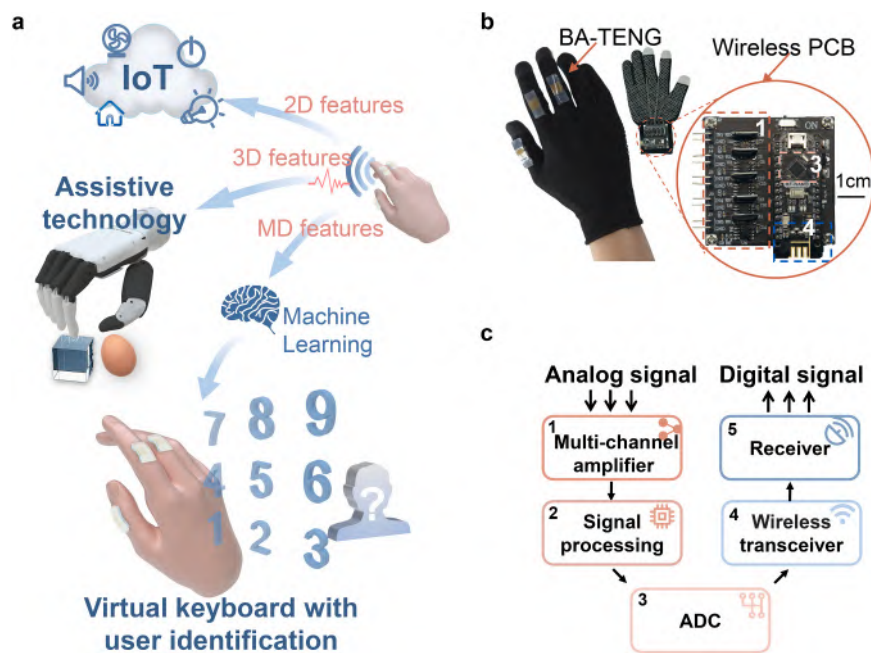 a
IoT
2D features
3D features
Assistive
technology
MD features
Machine
Learning
7 8 9
4 5 6
1 2 3
?
Virtual keyboard with
user identification
b
BA-TENG
Wireless PCB
1
ON
3
1cm
4
c
Analog signal
Digital signal
1
Multi-channel
amplifier
5
Receiver
2
Signal
processing
4
Wireless
transceiver
3
ADC